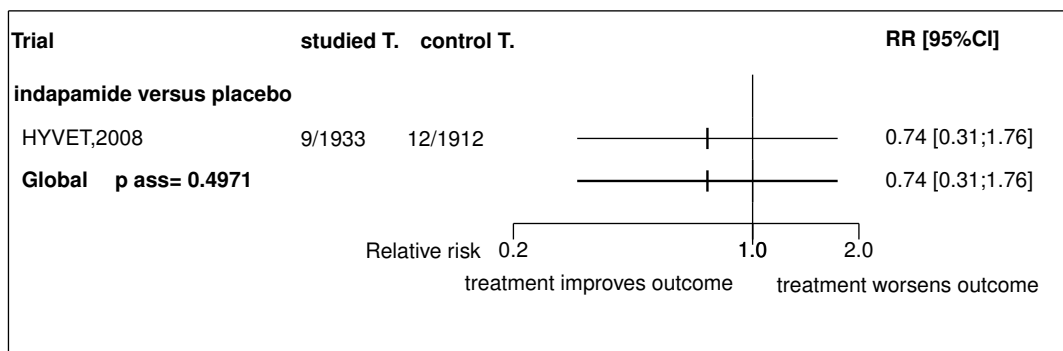 Trial studied T. control T. RR [95%CI]
indapamide versus placebo
HYVET,2008 9/1933 12/1912 0.74 [0.31;1.76]
Global p ass= 0.4971 0.74 [0.31;1.76]
Relative risk 0.2 1.0 2.0
treatment improves outcome treatment worsens outcome